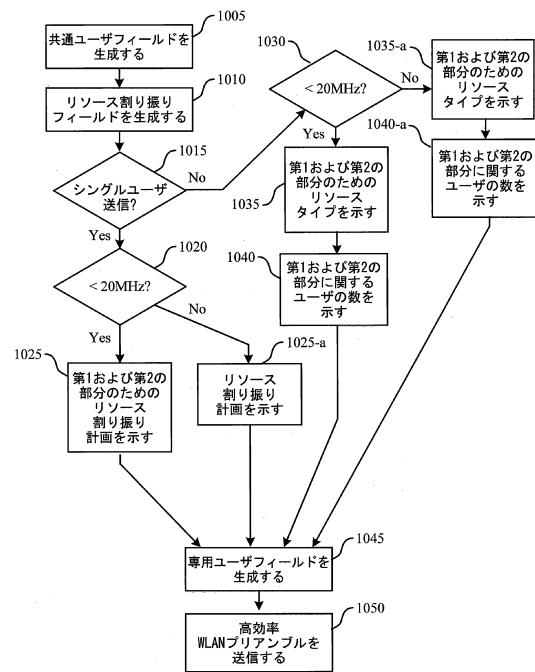 1005
共通ユーザフィールドを
生成する
1010
リソース割り振り
フィールドを生成する
1015
シングルユーザ
送信?
No
Yes
1020
< 20MHz?
No
Yes
1025
第1および第2の
部分のための
リソース
割り振り
計画を示す
1025-a
リソース
割り振り
計画を示す
1030
< 20MHz?
No
Yes
1035
第1および第2の
部分のための
リソース
タイプを示す
1040
第1および第2の
部分に関する
ユーザの数を
示す
1035-a
第1および第2の
部分のための
リソース
タイプを示す
1040-a
第1および第2の
部分に関する
ユーザの数を
示す
1045
専用ユーザフィールドを
生成する
1050
高効率
WLANプリアンブルを
送信する